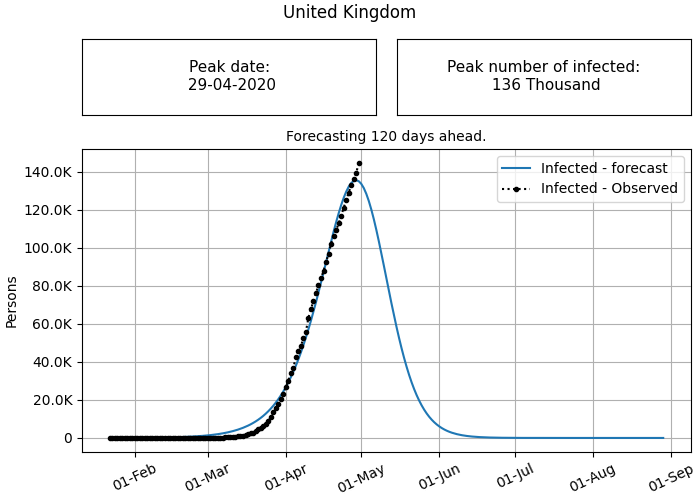 United Kingdom
Peak date:
29-04-2020
Peak number of infected:
136 Thousand
Forecasting 120 days ahead.
Infected - forecast
Infected - Observed
Persons
140.0K
120.0K
100.0K
80.0K
60.0K
40.0K
20.0K
0
01-Feb
01-Mar
01-Apr
01-May
01-Jun
01-Jul
01-Aug
01-Sep